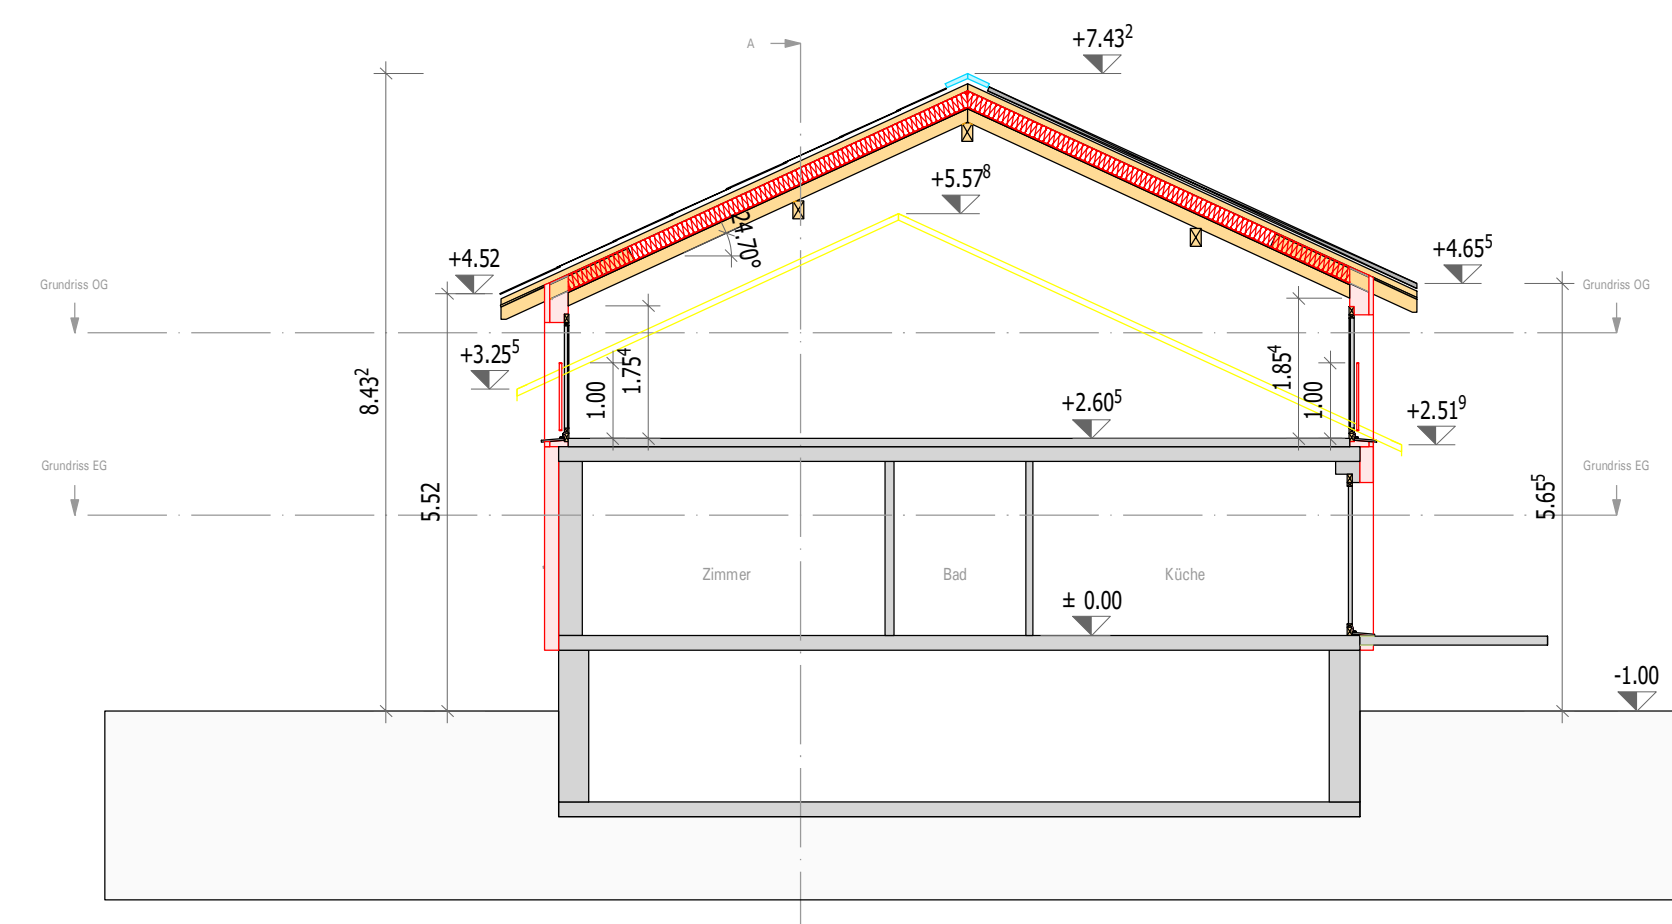 +7.43²
A
+5.57⁸
24.70°
+4.52
+4.65⁵
Grundriss OG
Grundriss OG
+3.25⁵
1.75⁴
1.85⁴
8.43²
1.00
1.00
+2.60⁵
+2.51⁹
Grundriss EG
Grundriss EG
5.52
5.65⁵
Zimmer
Bad
Küche
± 0.00
-1.00